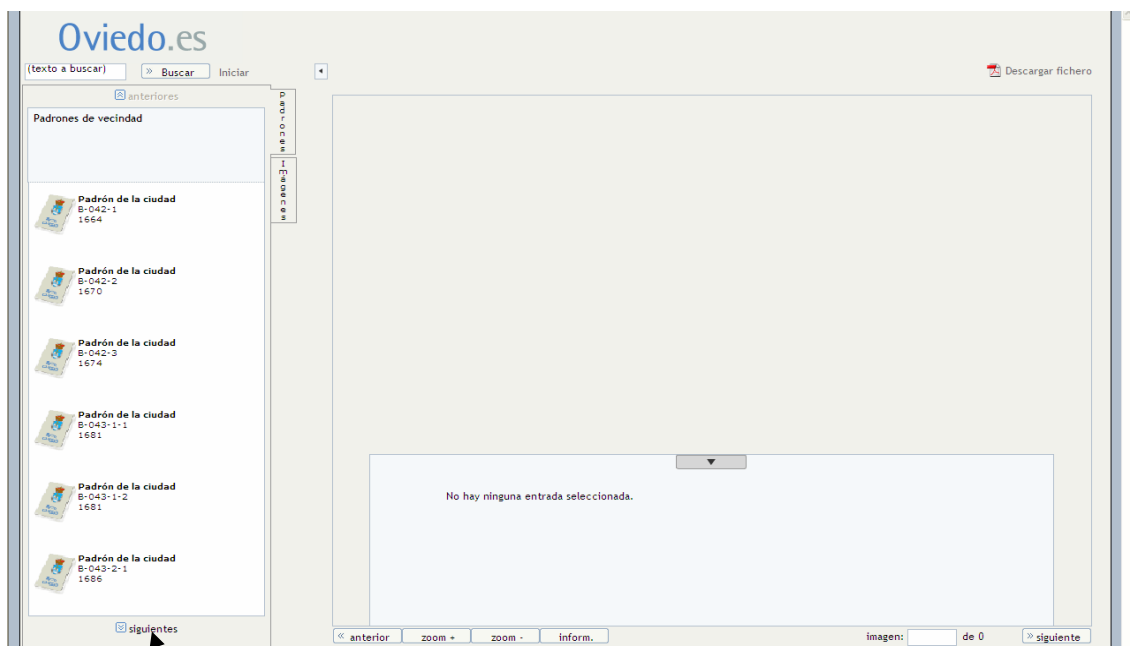 Oviedo.es
(texto a buscar)
» Buscar
Iniciar
Descargar fichero
anteriores
Padrones de vecindad
Padrones
Imágenes
Padrón de la ciudad
B-042-1
1664
Padrón de la ciudad
B-042-2
1670
Padrón de la ciudad
B-042-3
1674
Padrón de la ciudad
B-043-1-1
1681
Padrón de la ciudad
B-043-1-2
1681
Padrón de la ciudad
B-043-2-1
1686
siguientes
No hay ninguna entrada seleccionada.
« anterior
zoom +
zoom -
inform.
imagen:
de 0
» siguiente